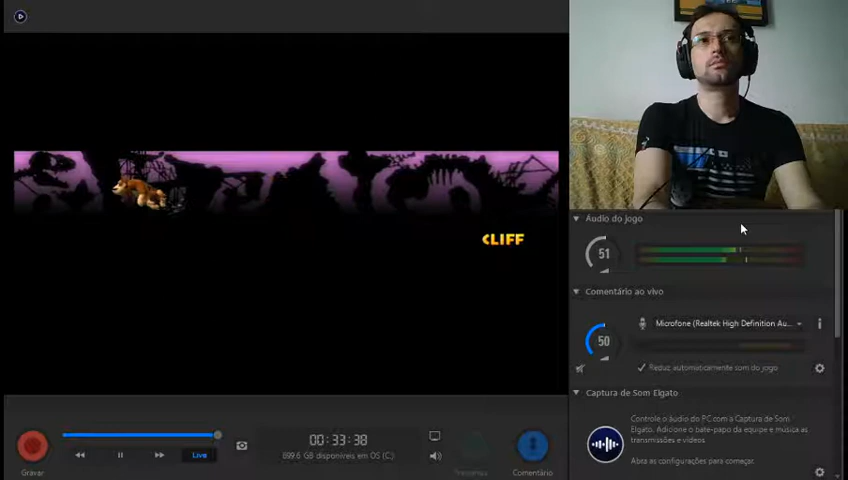 CLIFF
Áudio do jogo
51
Comentário ao vivo
Microfone (Realtek High Definition Au...
50
Reduz automaticamente som do jogo
Captura de Som Elgato
Controle o áudio do PC com a Captura de Som
Elgato. Adicione o bate-papo da equipe e música as
transmissões e vídeos.
Abra as configurações para começar.
00:33:38
899.6 GB disponíveis em OS (C:)
Live
Gravar
Comentário